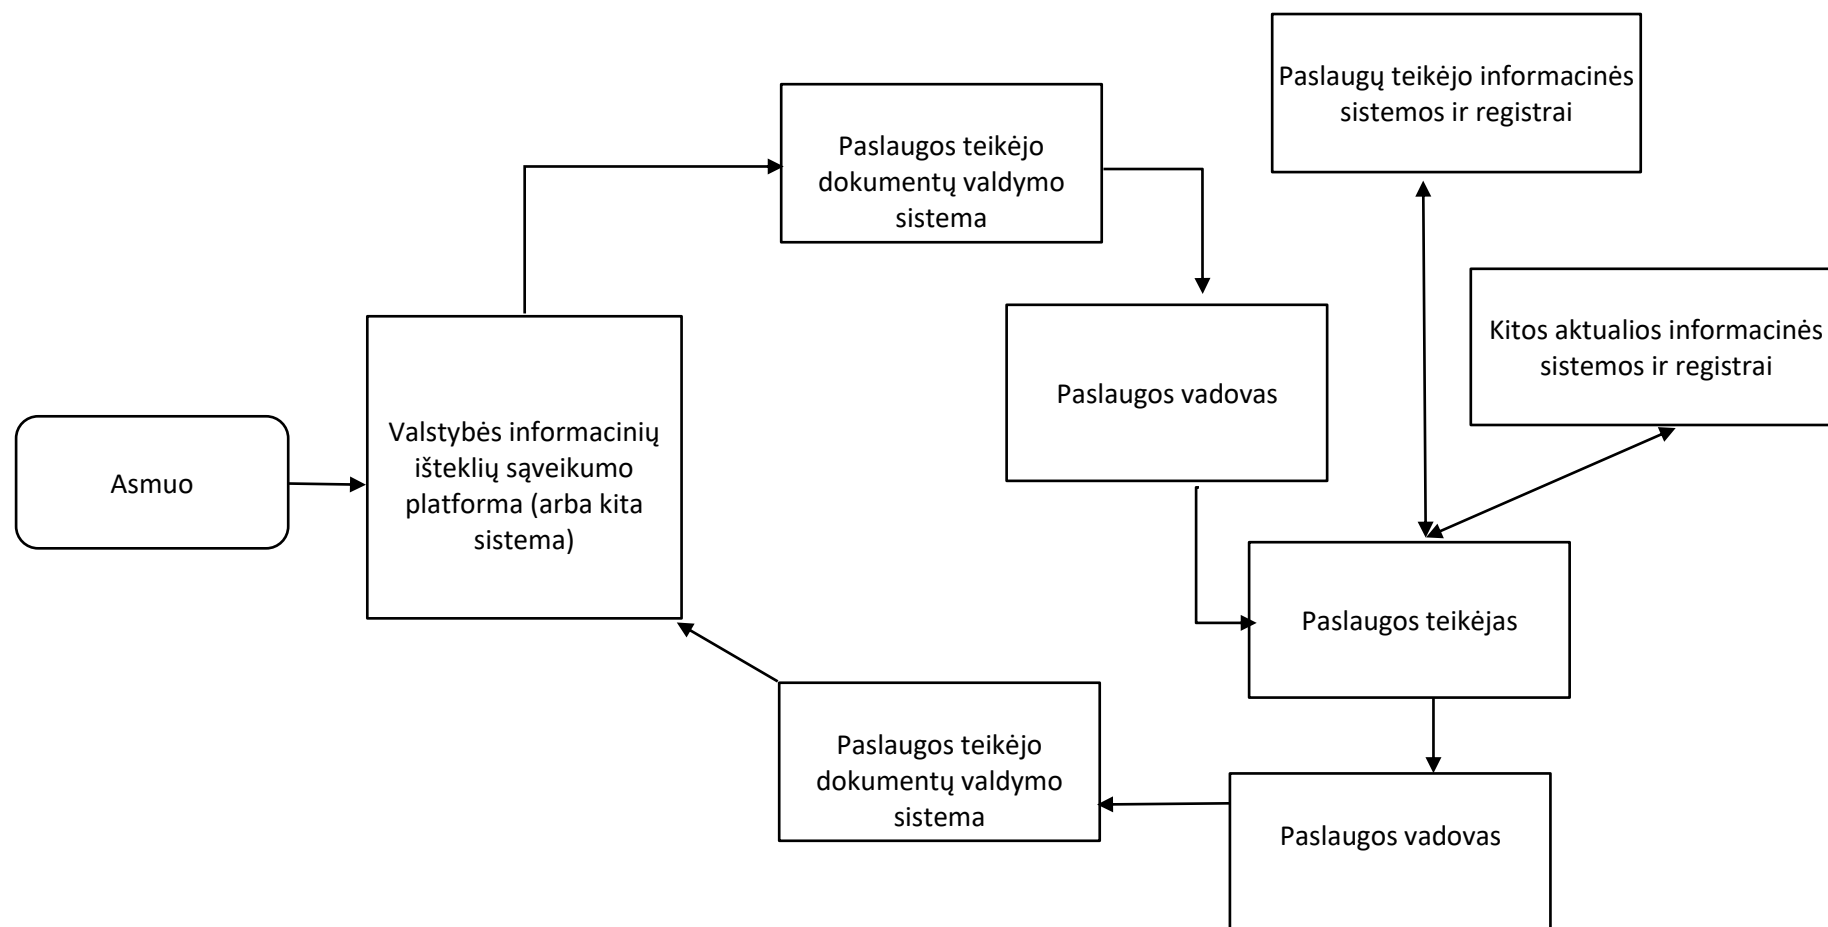 Paslaugų teikėjo informacinės
sistemos ir registrai
Paslaugos teikėjo
dokumentų valdymo
sistema
Kitos aktualios informacinės
sistemos ir registrai
Paslaugos vadovas
Valstybės informacinių
išteklių sąveikumo
platforma (arba kita
sistema)
Asmuo
Paslaugos teikėjas
Paslaugos teikėjo
dokumentų valdymo
sistema
Paslaugos vadovas